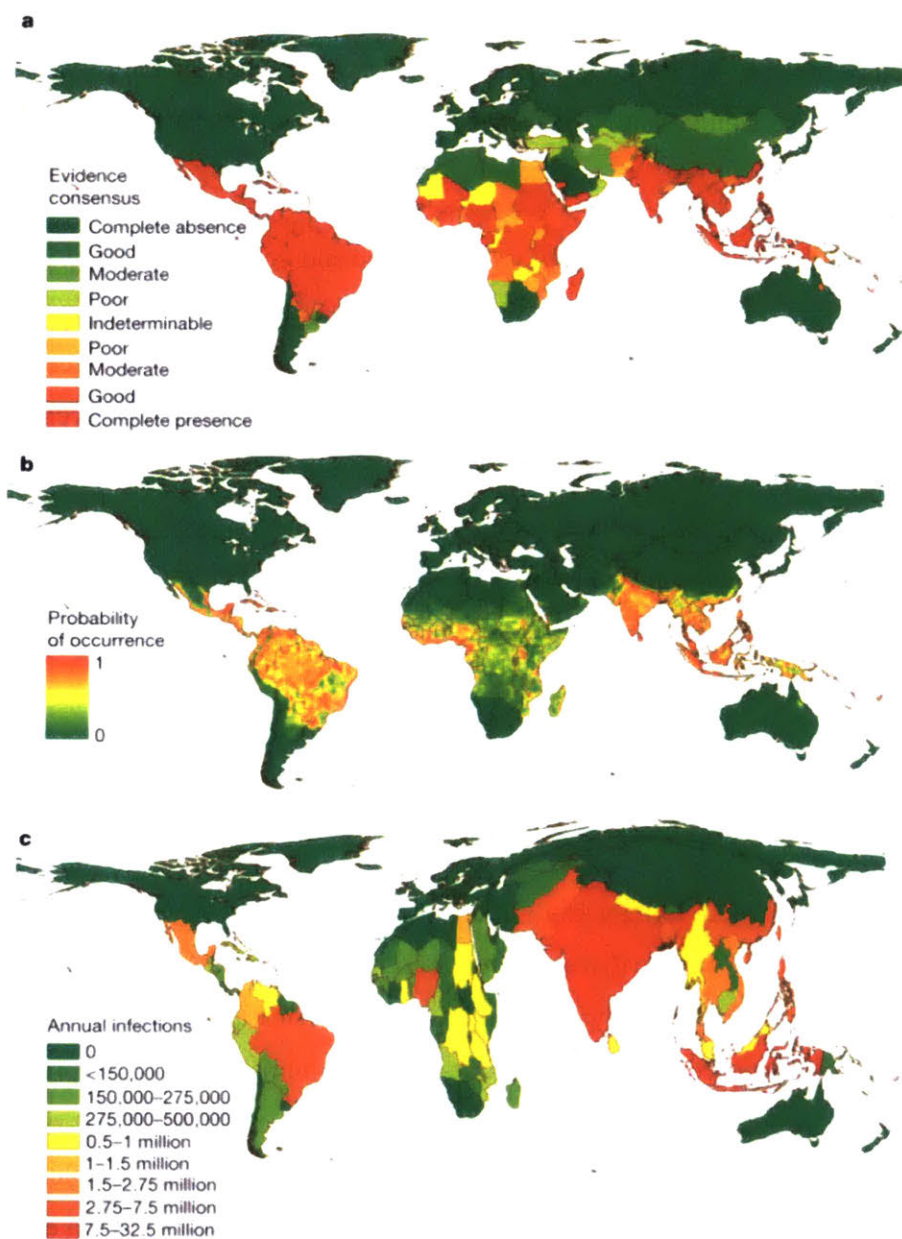 a
Evidence
consensus
Complete absence
Good
Moderate
Poor
Indeterminable
Poor
Moderate
Good
Complete presence
b
Probability
of occurrence
1
0
c
Annual infections
0
<150,000
150,000–275,000
275,000–500,000
0.5–1 million
1–1.5 million
1.5–2.75 million
2.75–7.5 million
7.5–32.5 million